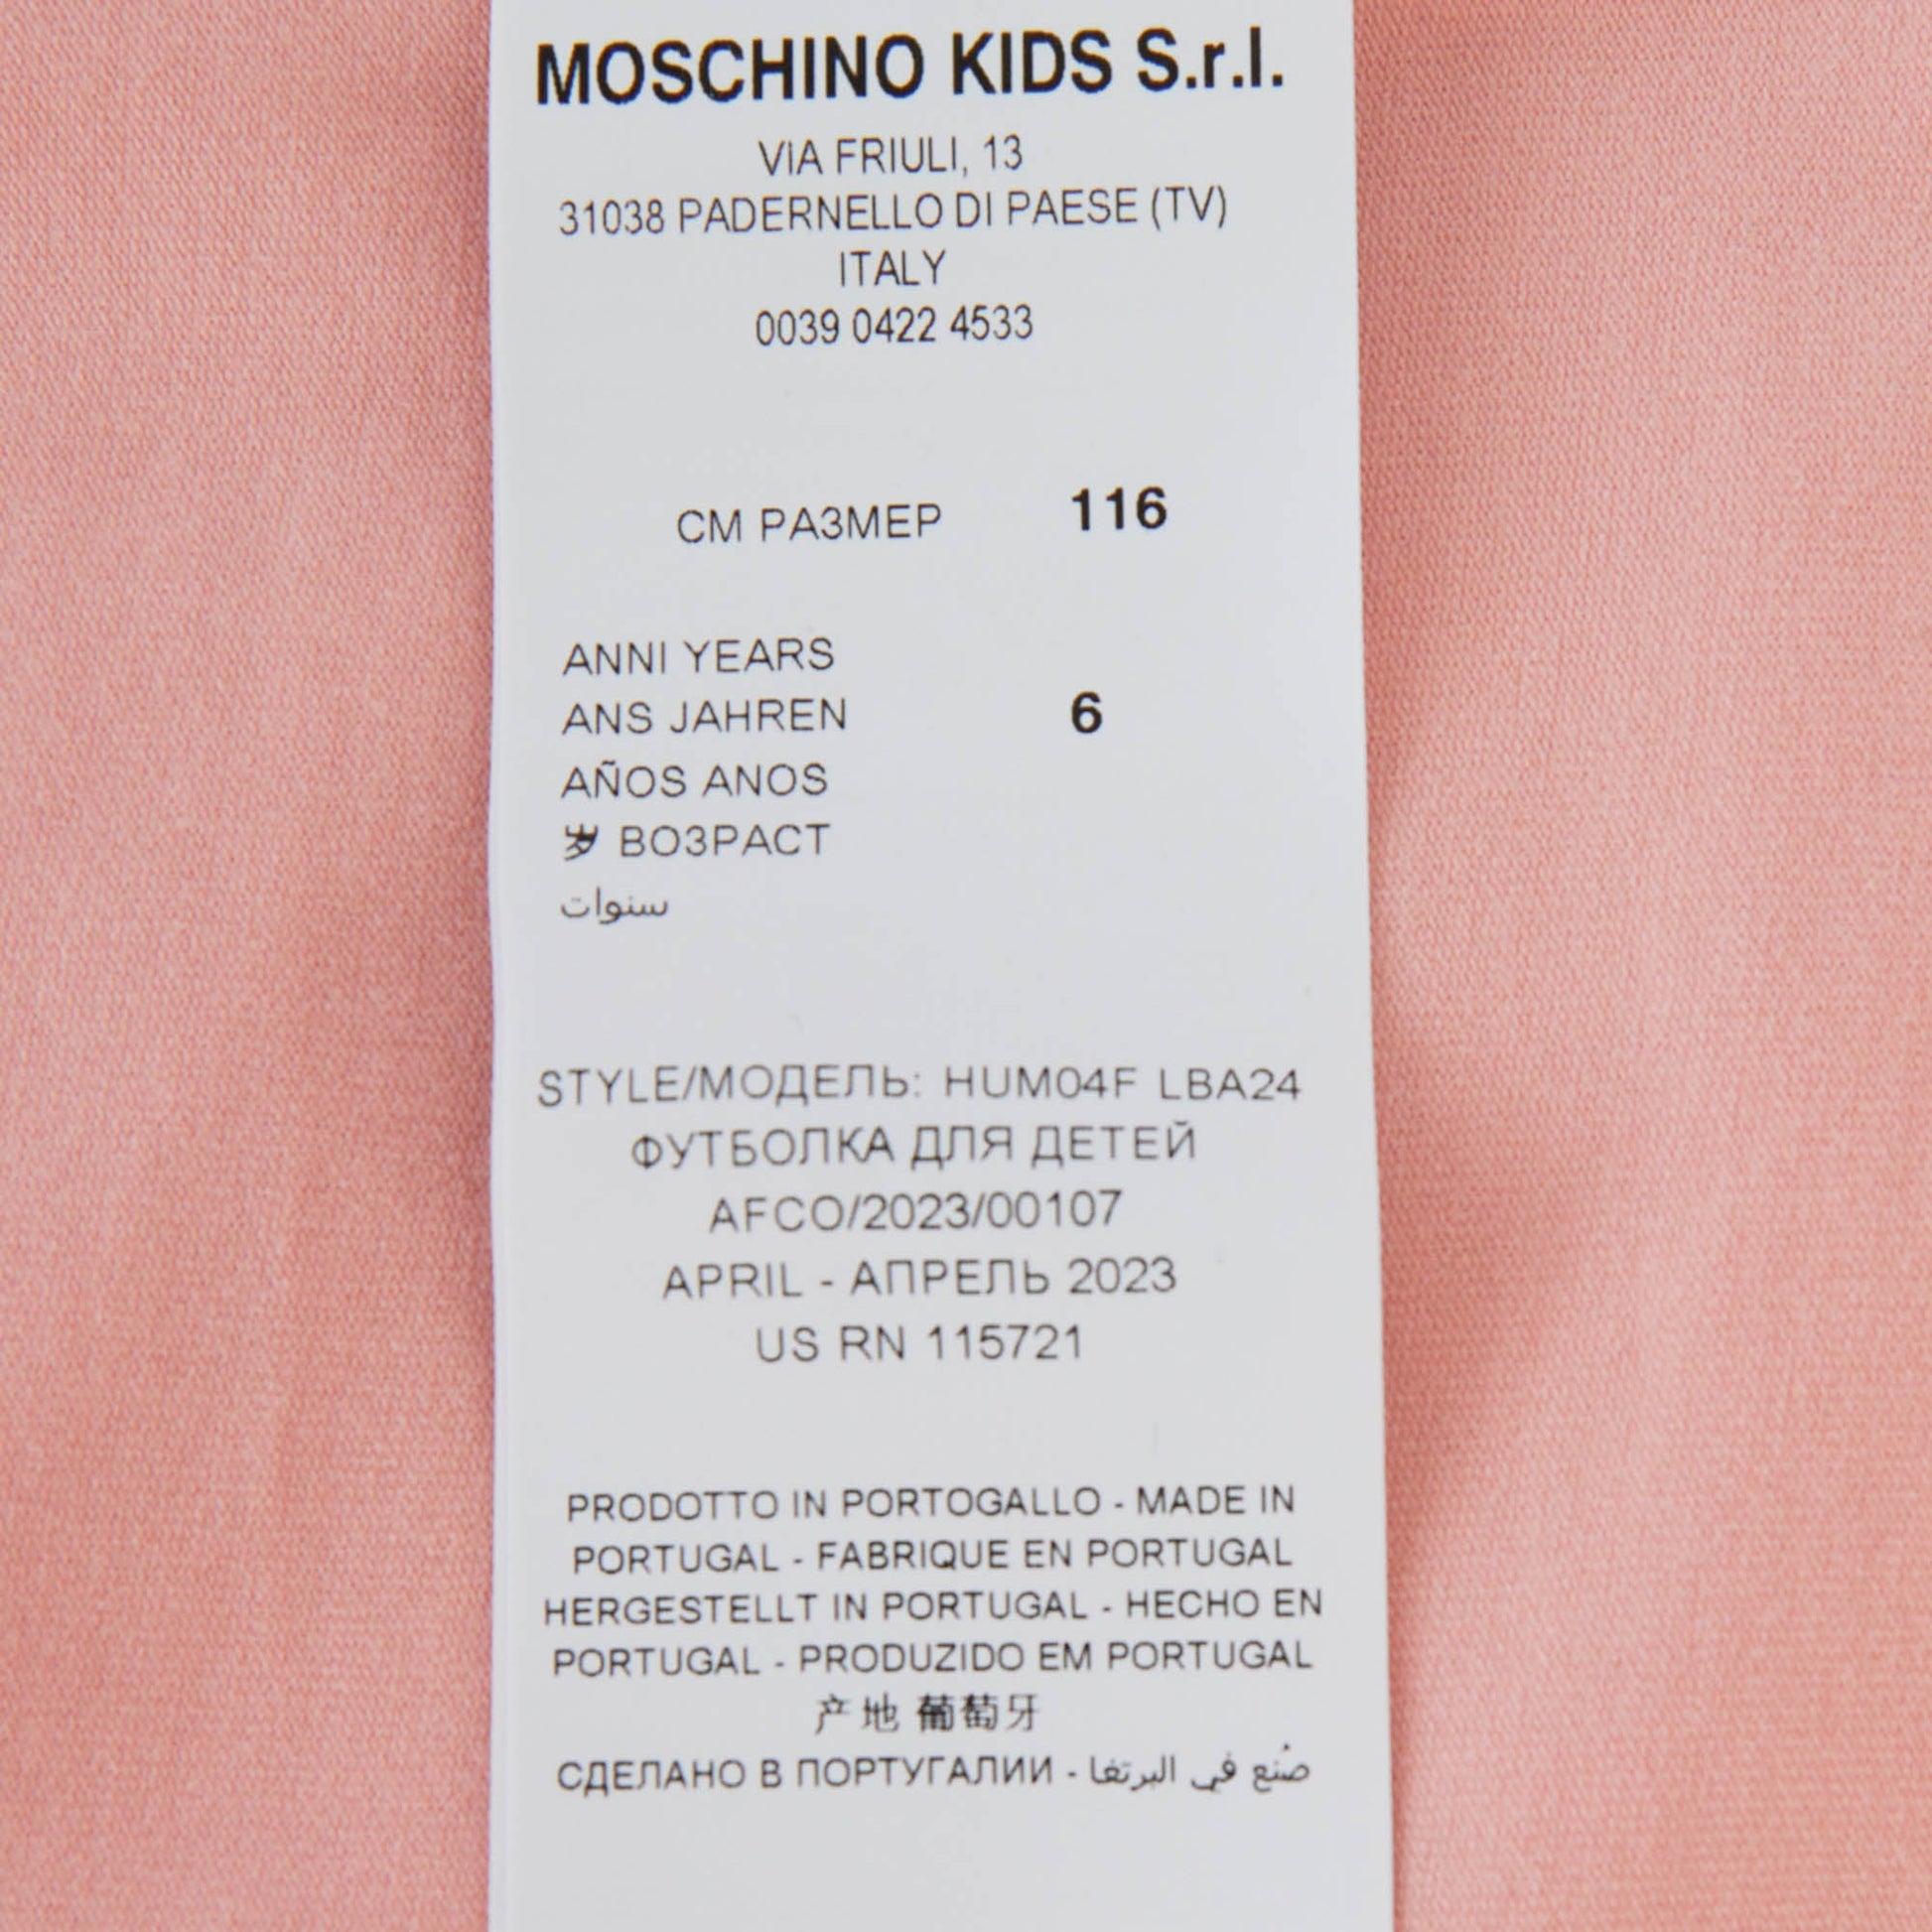 MOSCHINO KIDS S.r.l.
VIA FRIULI, 13
31038 PADERNELLO DI PAESE (TV)
ITALY
0039 0422 4533
СМ РАЗМЕР 116
ANNI YEARS
ANS JAHREN 6
AÑOS ANOS
岁 ВОЗРАСТ
سنوات
STYLE/МОДЕЛЬ: HUM04F LBA24
ФУТБОЛКА ДЛЯ ДЕТЕЙ
AFCO/2023/00107
APRIL - АПРЕЛЬ 2023
US RN 115721
PRODOTTO IN PORTOGALLO - MADE IN
PORTUGAL - FABRIQUE EN PORTUGAL
HERGESTELLT IN PORTUGAL - HECHO EN
PORTUGAL - PRODUZIDO EM PORTUGAL
产地 葡萄牙
СДЕЛАНО В ПОРТУГАЛИИ - صُنع في البرتغا